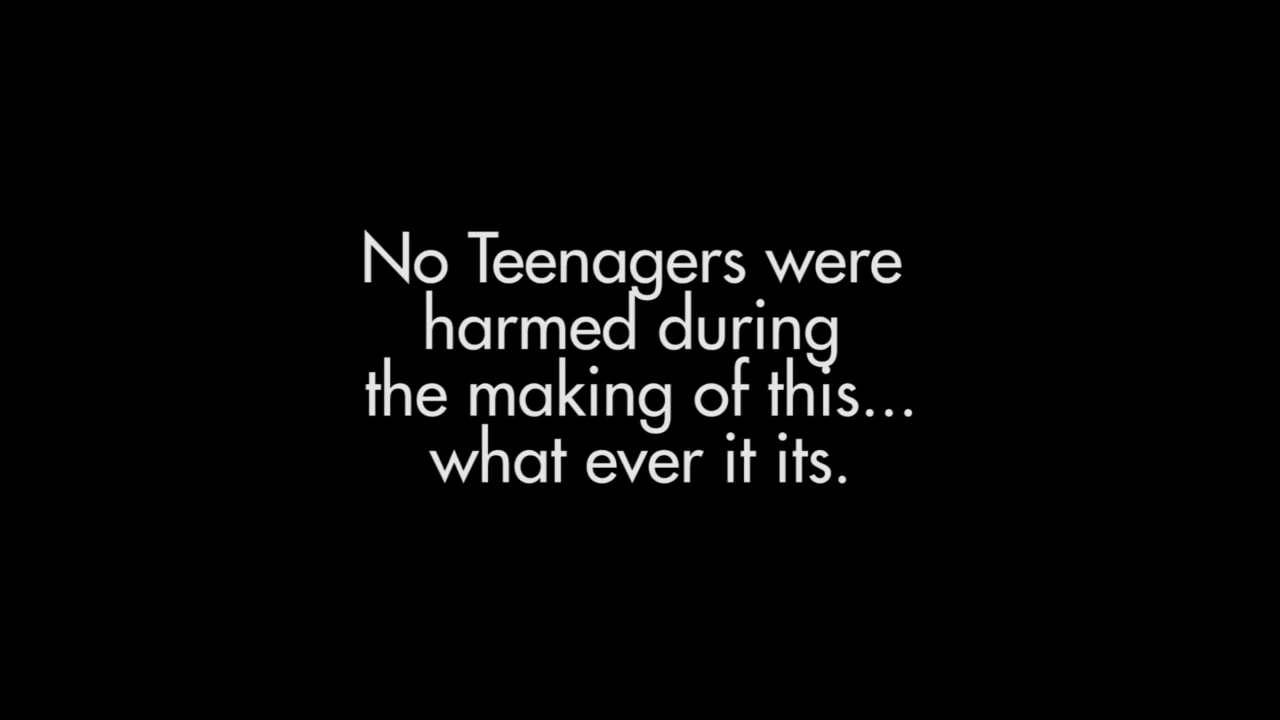 No Teenagers were
harmed during
the making of this...
what ever it its.